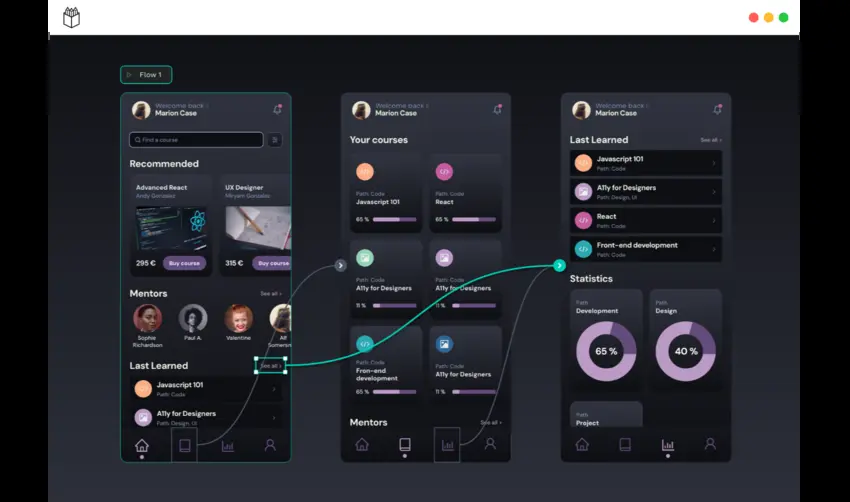 Flow 1
Welcome back
Marion Case
Find a course
Recommended
Advanced React
Andy Gonzalez
295 €
Buy course
UX Designer
Miryam Gonzalez
315 €
Buy course
Mentors
See all ›
Sophie
Richardson
Paul A.
Valentine
Alf
Somersm
Last Learned
See all ›
Javascript 101
Path: Code
A11y for Designers
Path: Design, UI
Welcome back
Marion Case
Your courses
Path: Code
Javascript 101
65 %
Path: Code
React
65 %
Path: Code
A11y for Designers
11 %
Path: Code
A11y for Designers
11 %
Path: Code
Fron-end
development
65 %
Path: Code
A11y for Designers
11 %
Mentors
See all ›
Welcome back
Marion Case
Last Learned
See all ›
Javascript 101
Path: Code
A11y for Designers
Path: Design, UI
React
Path: Code
Front-end development
Path: Code
Statistics
Path
Development
65 %
Path
Design
40 %
Path
Project